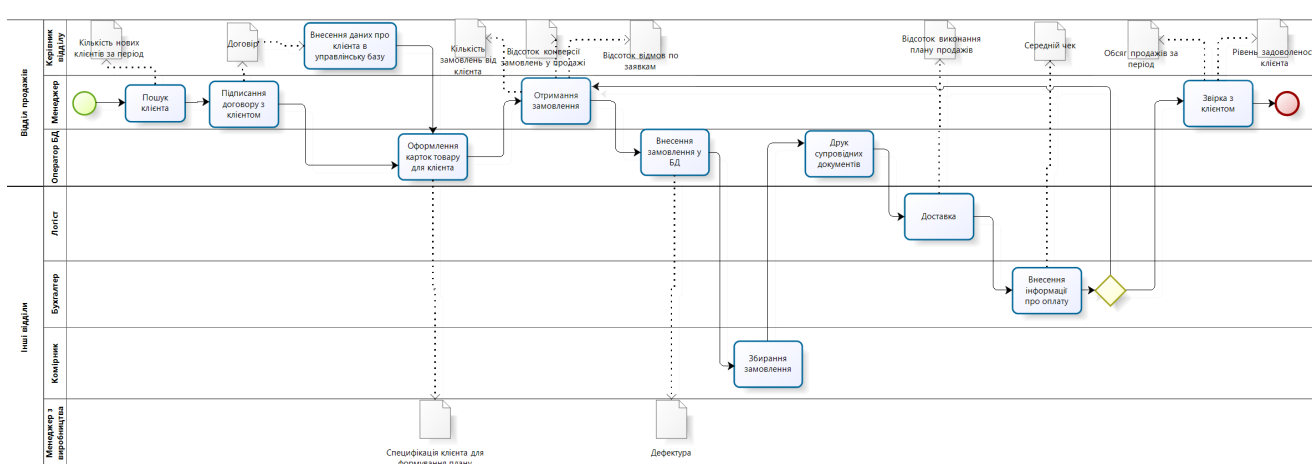 Відділ продажів
Керівник
відділу
Менеджер
Оператор БД
Інші відділи
Логіст
Бухгалтер
Комірник
Менеджер з
виробництва
Кількість нових
клієнтів за період
Договір
Внесення даних про
клієнта в
управлінську базу
Кількість
замовлень від
клієнта
Відсоток конверсії
замовлень у продажі
Відсоток відмов по
заявкам
Відсоток виконання
плану продажів
Середній чек
Обсяг продажів за
період
Рівень задоволенос
клієнта
Пошук
клієнта
Підписання
договору з
клієнтом
Отримання
замовлення
Звірка з
клієнтом
Оформлення
карток товару
для клієнта
Внесення
замовлення у
БД
Друк
супровідних
документів
Доставка
Внесення
інформації
про оплату
Збирання
замовлення
Специфікація клієнта для
формування плану
Дефектура